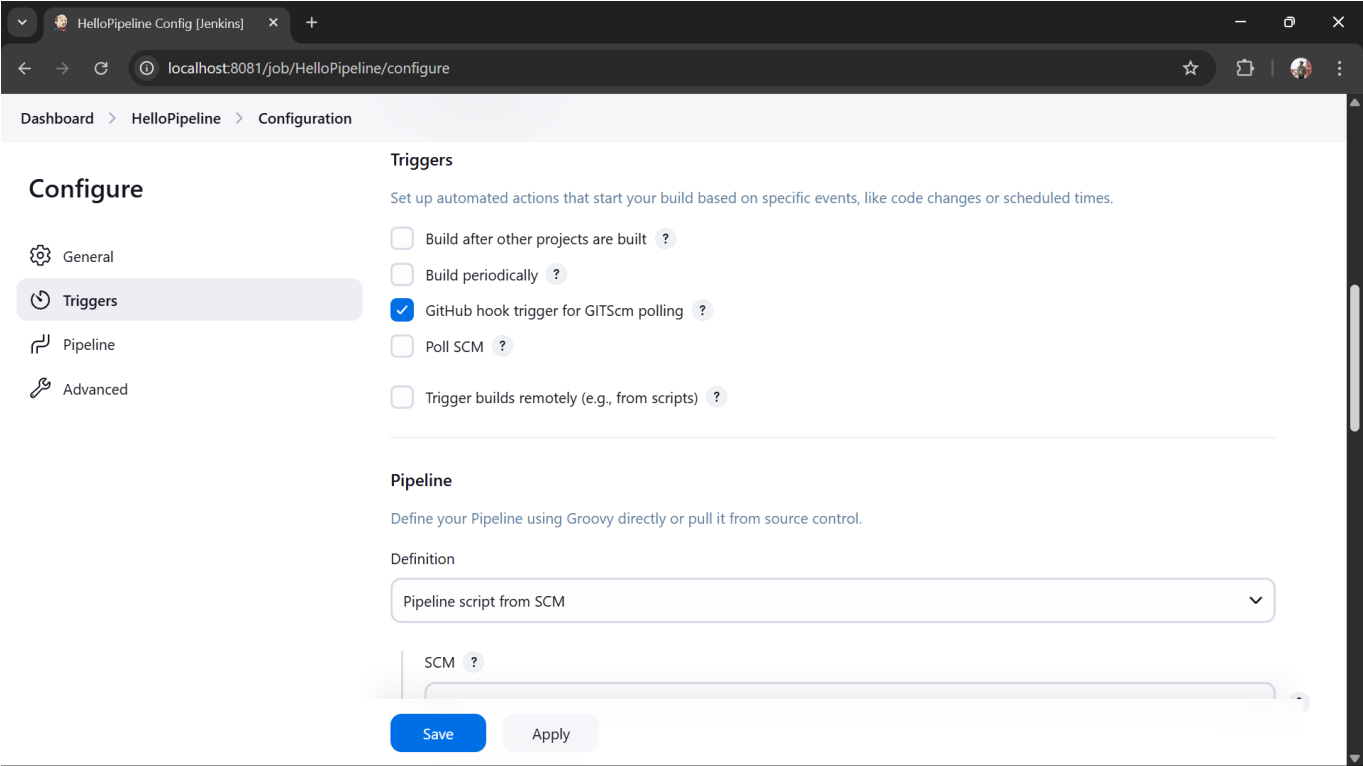 HelloPipeline Config [Jenkins]
localhost:8081/job/HelloPipeline/configure
Dashboard > HelloPipeline > Configuration
Configure
General
Triggers
Pipeline
Advanced
Triggers
Set up automated actions that start your build based on specific events, like code changes or scheduled times.
Build after other projects are built ?
Build periodically ?
GitHub hook trigger for GITScm polling ?
Poll SCM ?
Trigger builds remotely (e.g., from scripts) ?
Pipeline
Define your Pipeline using Groovy directly or pull it from source control.
Definition
Pipeline script from SCM
SCM ?
Save Apply